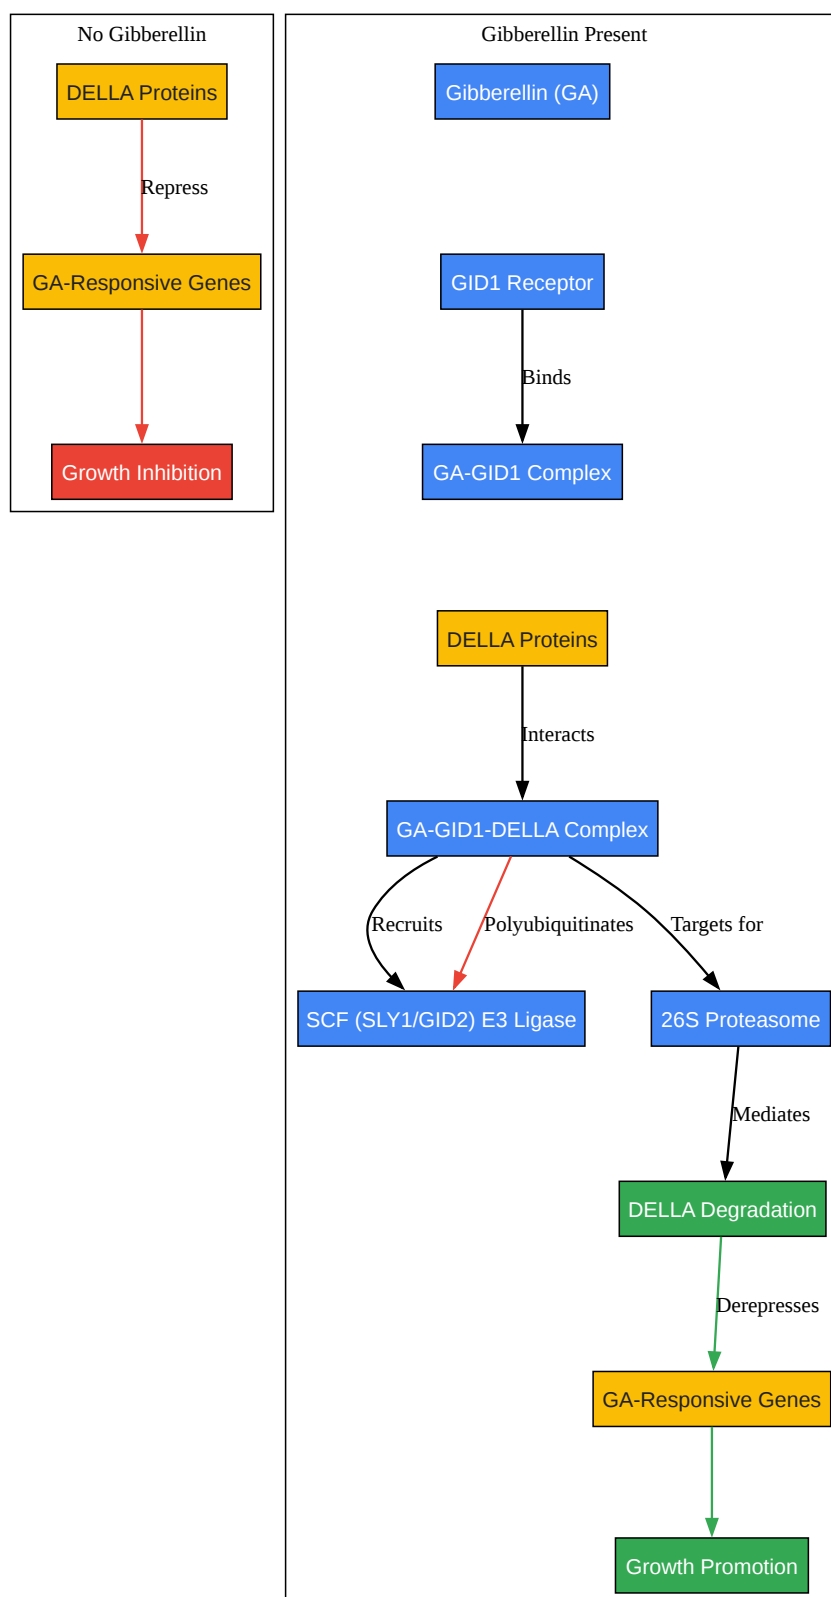 No Gibberellin
DELLA Proteins
Repress
GA-Responsive Genes
Growth Inhibition
Gibberellin Present
Gibberellin (GA)
GID1 Receptor
Binds
GA-GID1 Complex
DELLA Proteins
Interacts
GA-GID1-DELLA Complex
Recruits
Polyubiquitinates
Targets for
SCF (SLY1/GID2) E3 Ligase
26S Proteasome
Mediates
DELLA Degradation
Derepresses
GA-Responsive Genes
Growth Promotion